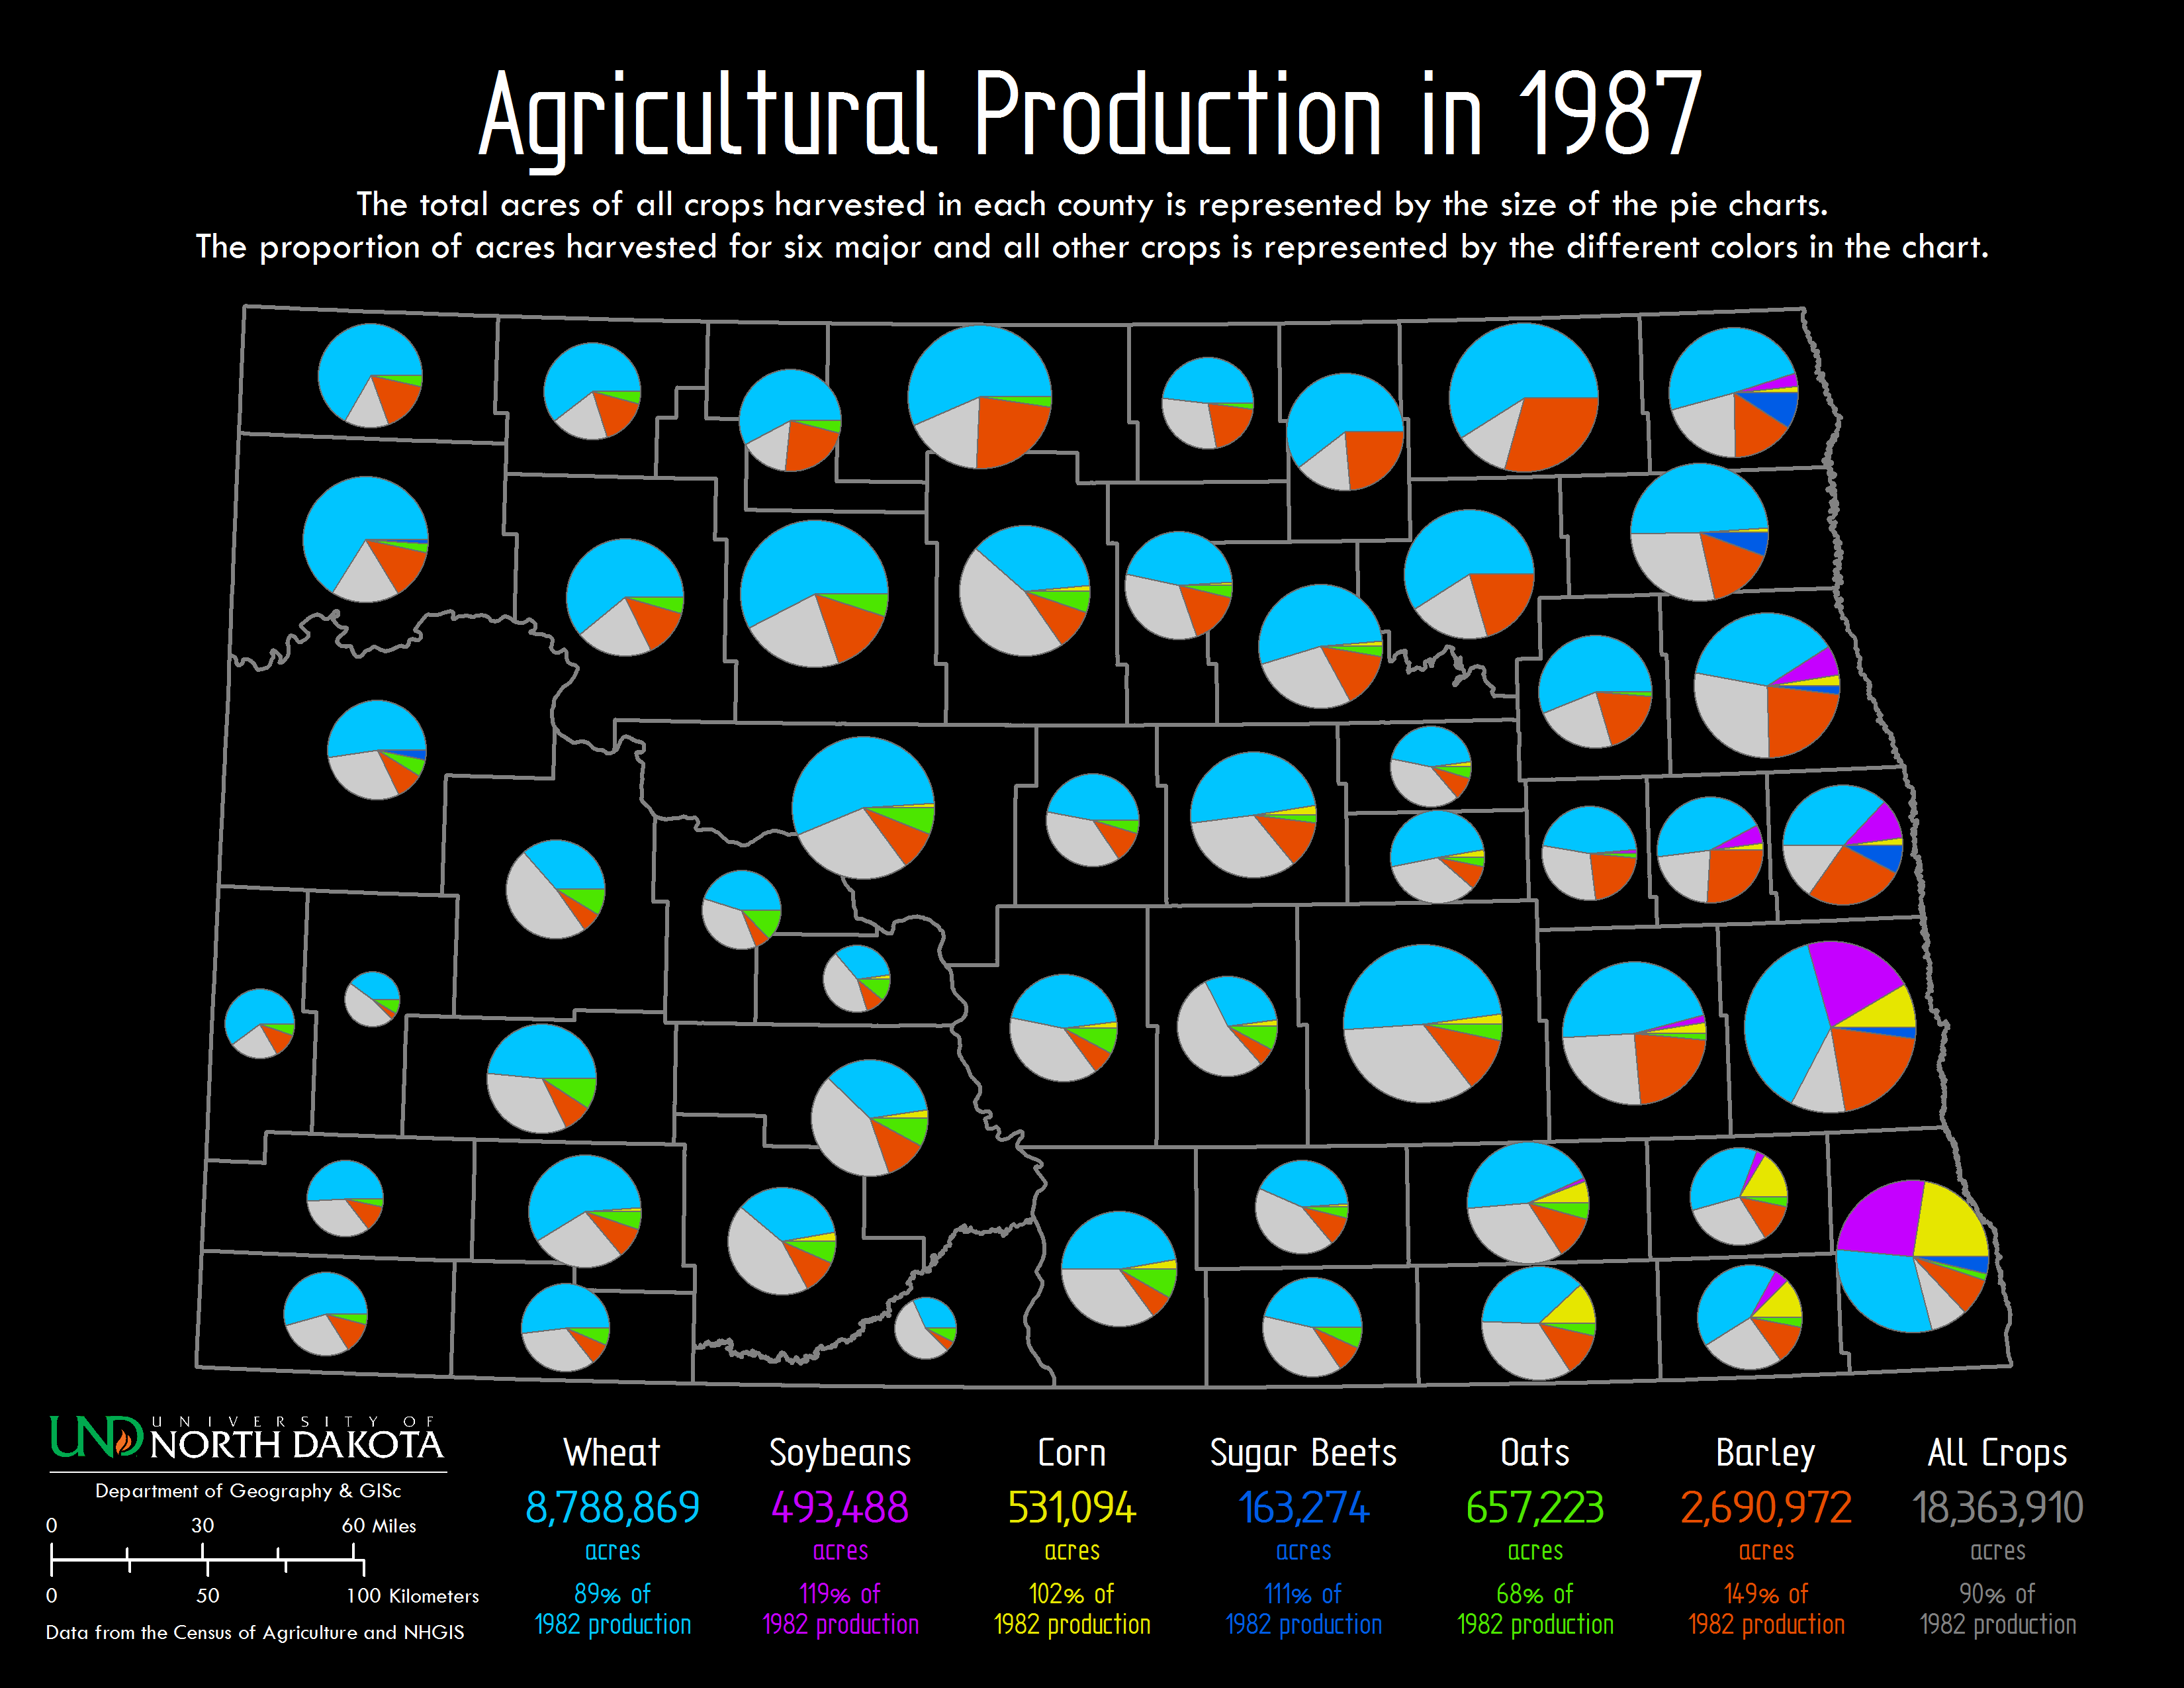 Agricultural Production in 1987
The total acres of all crops harvested in each county is represented by the size of the pie charts.
The proportion of acres harvested for six major and all other crops is represented by the different colors in the chart.
UND UNIVERSITY OF
NORTH DAKOTA
Department of Geography & GISc
0 30 60 Miles
0 50 100 Kilometers
Data from the Census of Agriculture and NHGIS
Wheat
8,788,869
acres
89% of
1982 production
Soybeans
493,488
acres
119% of
1982 production
Corn
531,094
acres
102% of
1982 production
Sugar Beets
163,274
acres
111% of
1982 production
Oats
657,223
acres
68% of
1982 production
Barley
2,690,972
acres
149% of
1982 production
All Crops
18,363,910
acres
90% of
1982 production